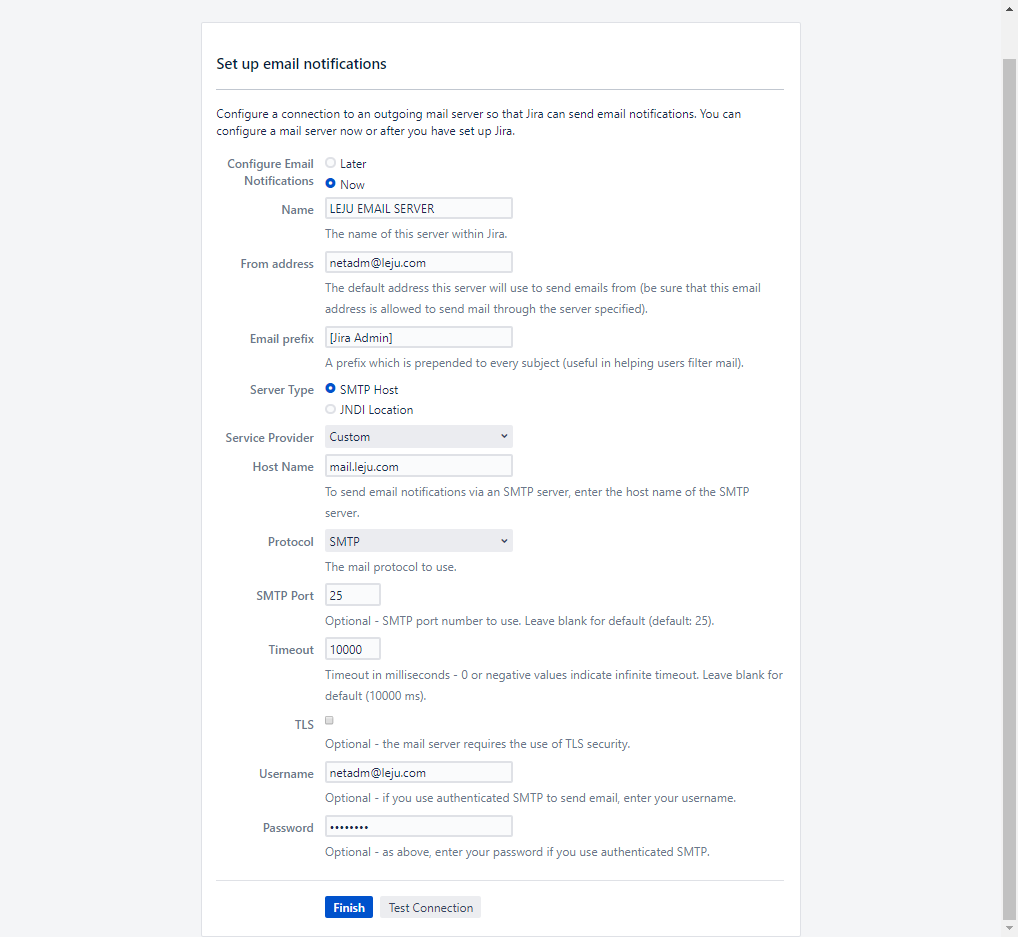 Set up email notifications
Configure a connection to an outgoing mail server so that Jira can send email notifications. You can
configure a mail server now or after you have set up Jira.
Configure Email
Notifications
Later
Now
Name
LEJU EMAIL SERVER
The name of this server within Jira.
From address
netadm@leju.com
The default address this server will use to send emails from (be sure that this email
address is allowed to send mail through the server specified).
Email prefix
[Jira Admin]
A prefix which is prepended to every subject (useful in helping users filter mail).
Server Type
SMTP Host
JNDI Location
Service Provider
Custom
Host Name
mail.leju.com
To send email notifications via an SMTP server, enter the host name of the SMTP
server.
Protocol
SMTP
The mail protocol to use.
SMTP Port
25
Optional - SMTP port number to use. Leave blank for default (default: 25).
Timeout
10000
Timeout in milliseconds - 0 or negative values indicate infinite timeout. Leave blank for
default (10000 ms).
TLS
Optional - the mail server requires the use of TLS security.
Username
netadm@leju.com
Optional - if you use authenticated SMTP to send email, enter your username.
Password
••••••••
Optional - as above, enter your password if you use authenticated SMTP.
Finish
Test Connection